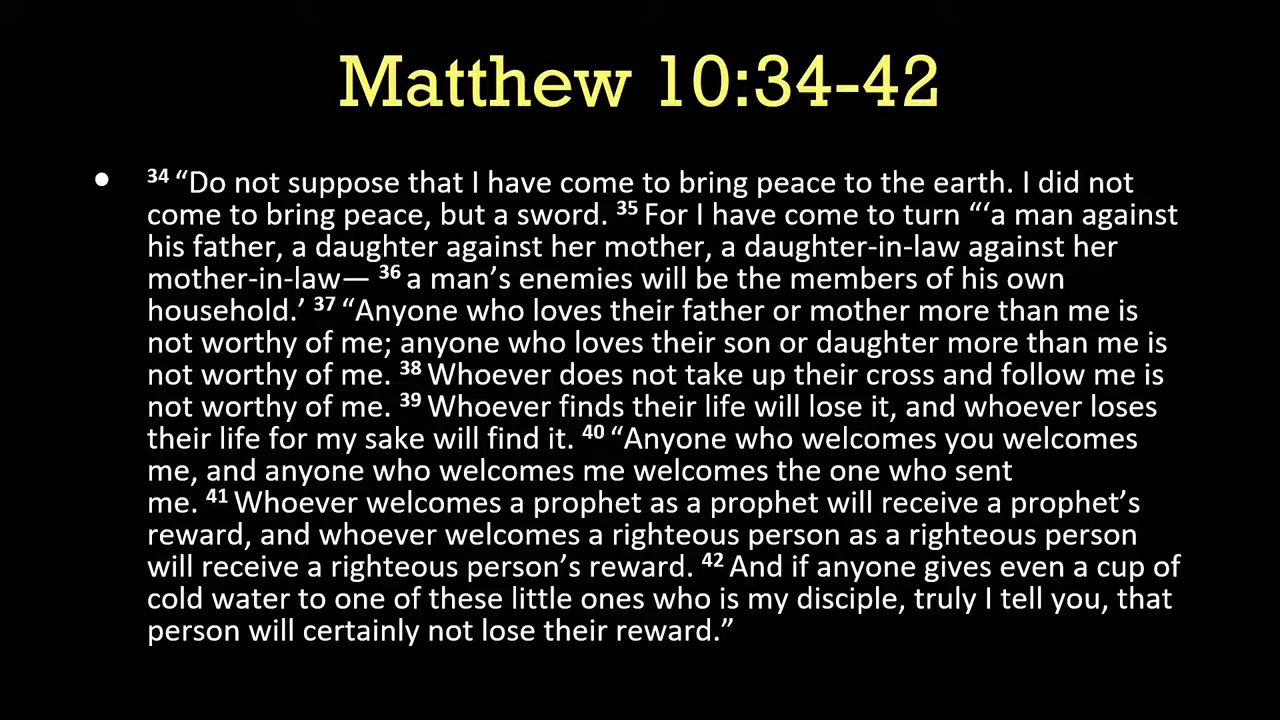 Matthew 10:34-42
• 34 “Do not suppose that I have come to bring peace to the earth. I did not
come to bring peace, but a sword. 35 For I have come to turn “‘a man against
his father, a daughter against her mother, a daughter-in-law against her
mother-in-law— 36 a man’s enemies will be the members of his own
household.’ 37 “Anyone who loves their father or mother more than me is
not worthy of me; anyone who loves their son or daughter more than me is
not worthy of me. 38 Whoever does not take up their cross and follow me is
not worthy of me. 39 Whoever finds their life will lose it, and whoever loses
their life for my sake will find it. 40 “Anyone who welcomes you welcomes
me, and anyone who welcomes me welcomes the one who sent
me. 41 Whoever welcomes a prophet as a prophet will receive a prophet’s
reward, and whoever welcomes a righteous person as a righteous person
will receive a righteous person’s reward. 42 And if anyone gives even a cup of
cold water to one of these little ones who is my disciple, truly I tell you, that
person will certainly not lose their reward.”